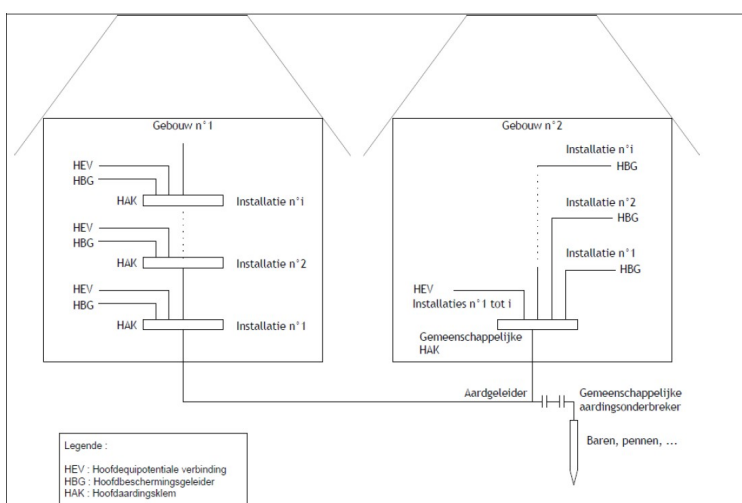 Gebouw n°1
HEV
HBG
HAK
Installatie n°i
HEV
HBG
HAK
Installatie n°2
HEV
HBG
HAK
Installatie n°1
Gebouw n°2
Installatie n°i
HBG
Installatie n°2
HBG
Installatie n°1
HBG
HEV
Installaties n°1 tot i
Gemeenschappelijke
HAK
Aardgeleider
Gemeenschappelijke
aardingsonderbreker
Baren, pennen, ...
Legende :
HEV : Hoofdequipotentiale verbinding
HBG : Hoofdbeschermingsgeleider
HAK : Hoofdaardingsklem